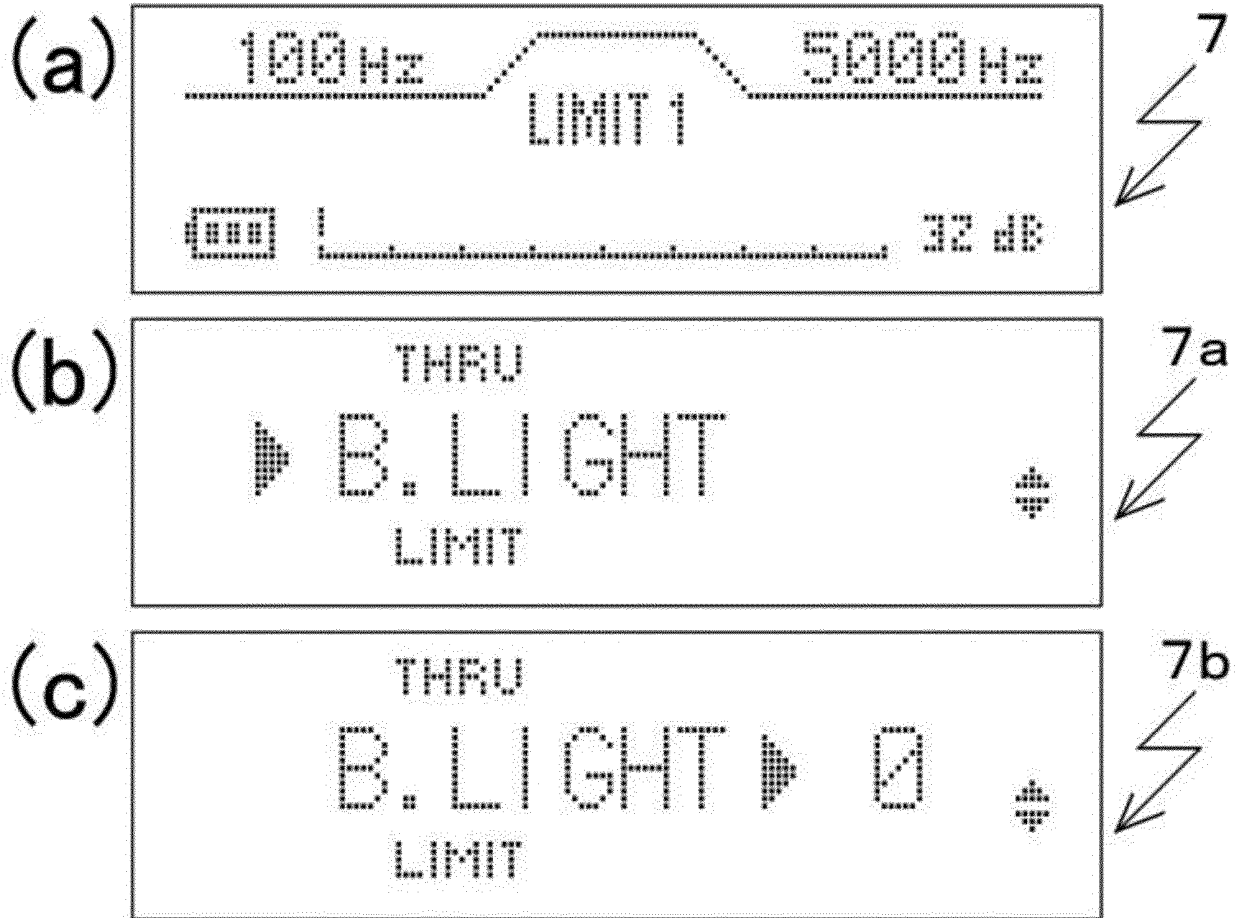 (a)
100Hz 5000Hz
LIMIT 1
32 dB
7
(b)
THRU
B.LIGHT
LIMIT
7a
(c)
THRU
B.LIGHT 0
LIMIT
7b